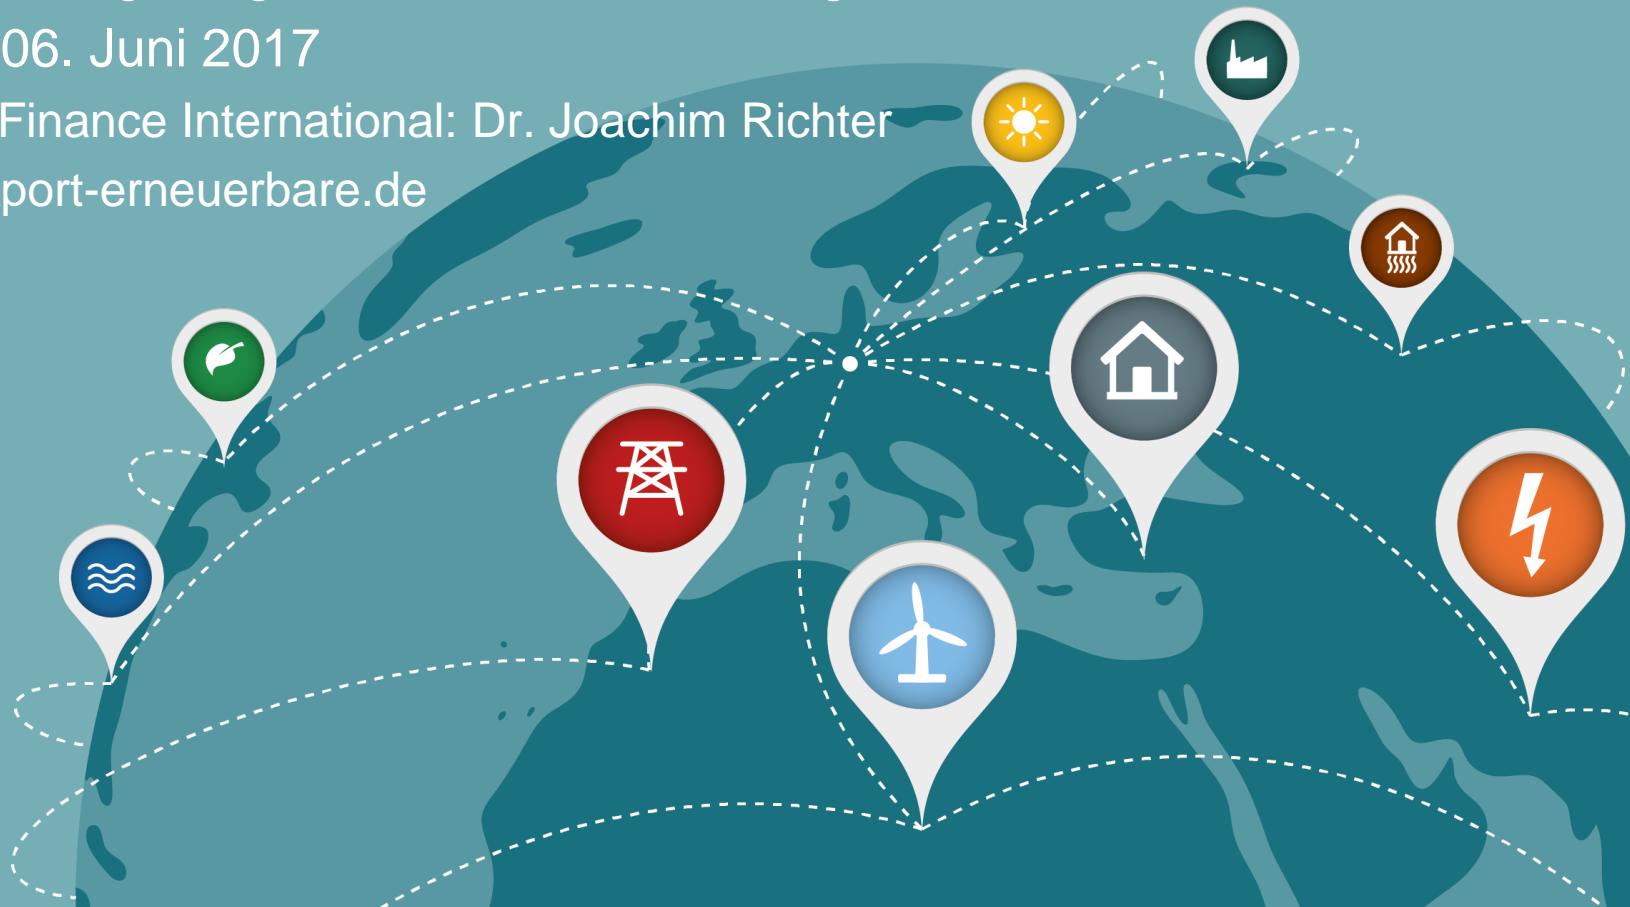 06. Juni 2017
Finance International: Dr. Joachim Richter
port-erneuerbare.de